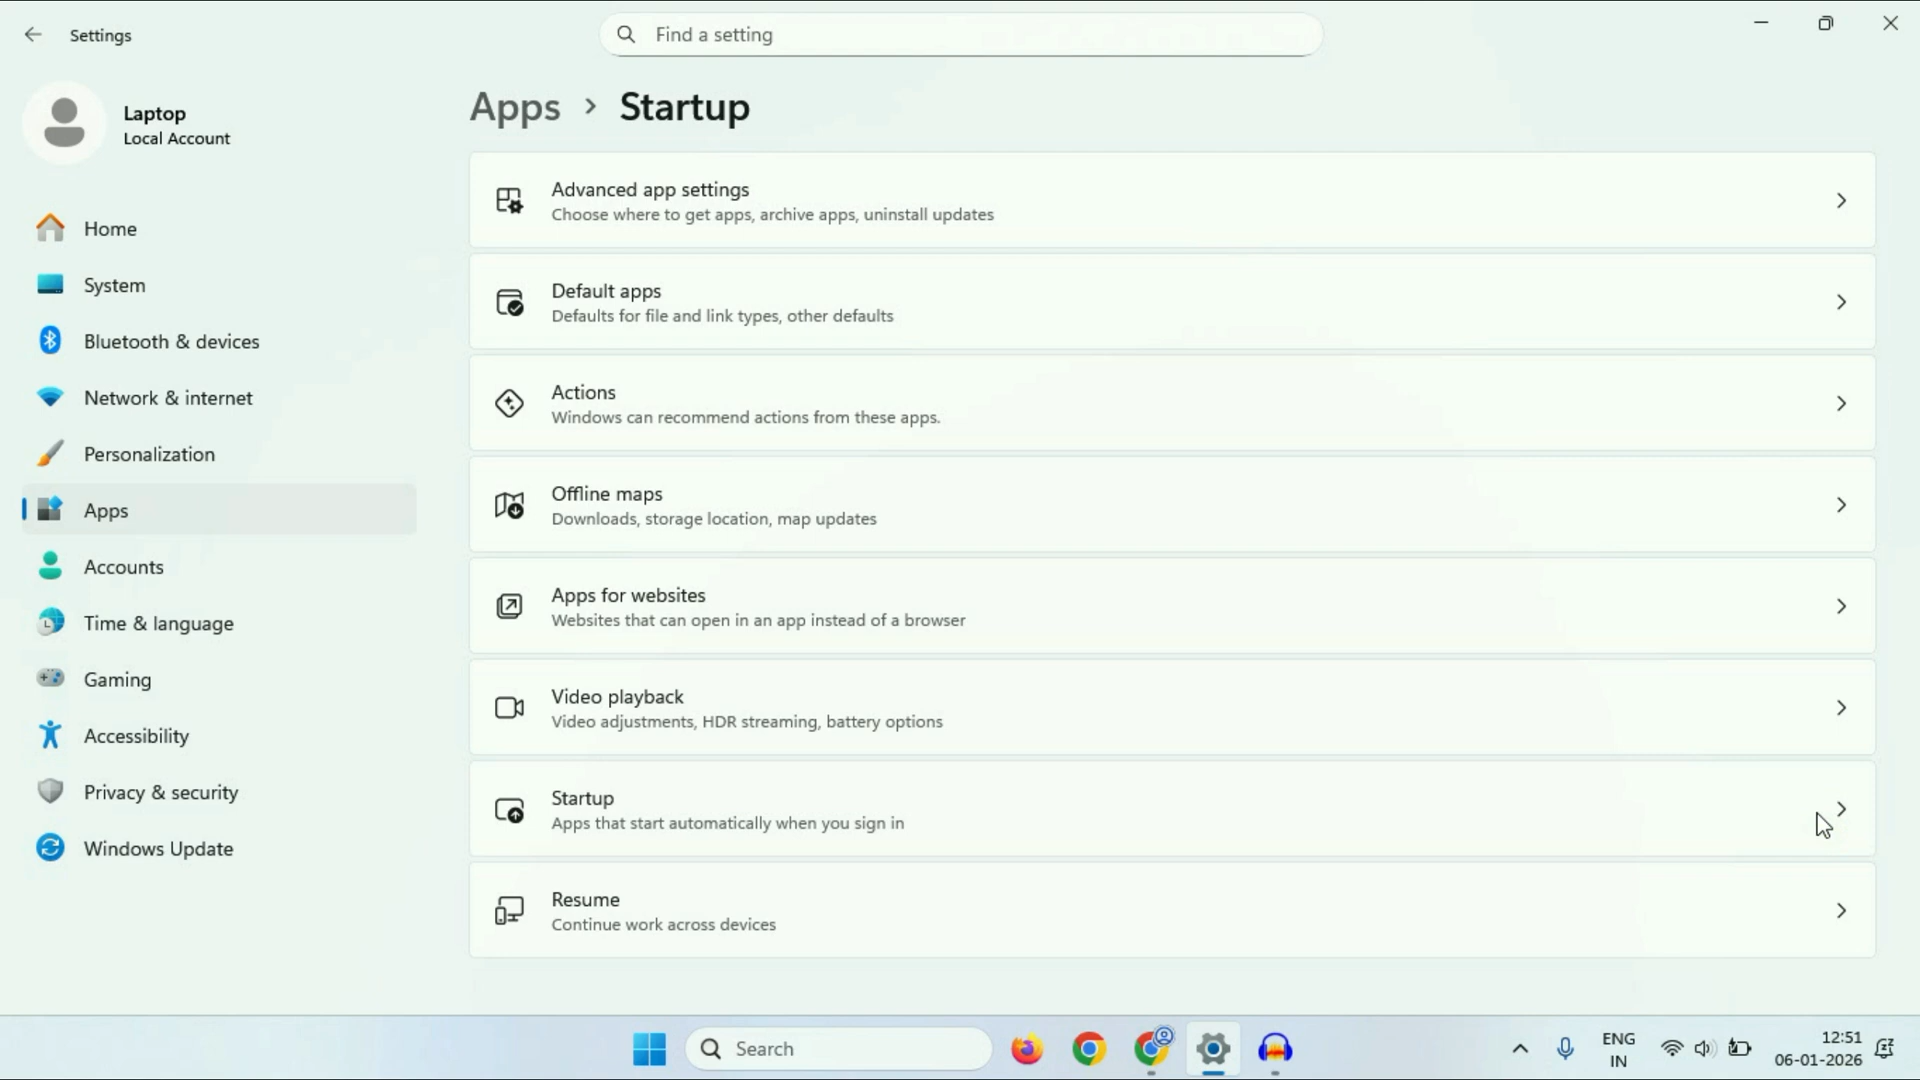 Settings
Find a setting
Laptop
Local Account
Home
System
Bluetooth & devices
Network & internet
Personalization
Apps
Accounts
Time & language
Gaming
Accessibility
Privacy & security
Windows Update
Apps > Startup
Advanced app settings
Choose where to get apps, archive apps, uninstall updates
Default apps
Defaults for file and link types, other defaults
Actions
Windows can recommend actions from these apps.
Offline maps
Downloads, storage location, map updates
Apps for websites
Websites that can open in an app instead of a browser
Video playback
Video adjustments, HDR streaming, battery options
Startup
Apps that start automatically when you sign in
Resume
Continue work across devices
Search
ENG
IN
12:51
06-01-2026